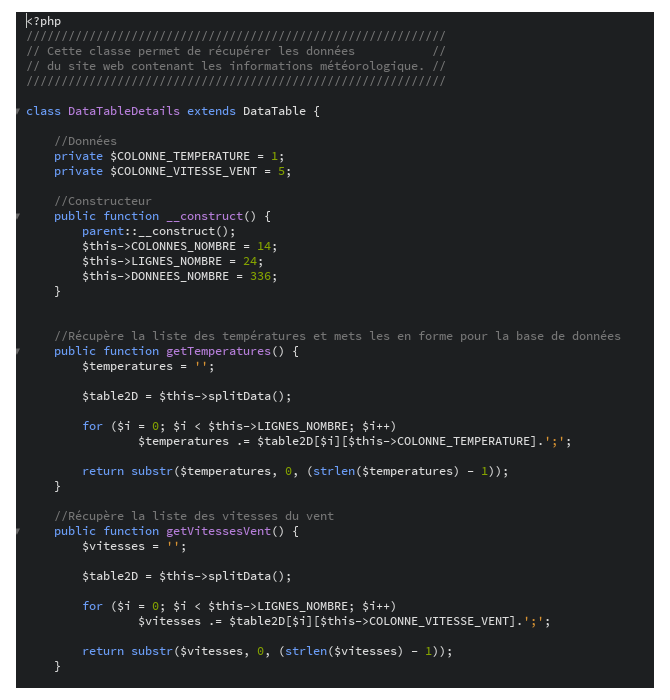 <?php
////////////////////////////////////////////////////////////
// Cette classe permet de récupérer les données           //
// du site web contenant les informations météorologique. //
////////////////////////////////////////////////////////////
class DataTableDetails extends DataTable {
    //Données
    private $COLONNE_TEMPERATURE = 1;
    private $COLONNE_VITESSE_VENT = 5;
    //Constructeur
    public function __construct() {
        parent::__construct();
        $this->COLONNES_NOMBRE = 14;
        $this->LIGNES_NOMBRE = 24;
        $this->DONNEES_NOMBRE = 336;
    }
    //Récupère la liste des températures et mets les en forme pour la base de données
    public function getTemperatures() {
        $temperatures = '';
        $table2D = $this->splitData();
        for ($i = 0; $i < $this->LIGNES_NOMBRE; $i++)
                $temperatures .= $table2D[$i][$this->COLONNE_TEMPERATURE].';';
        return substr($temperatures, 0, (strlen($temperatures) - 1));
    }
    //Récupère la liste des vitesses du vent
    public function getVitessesVent() {
        $vitesses = '';
        $table2D = $this->splitData();
        for ($i = 0; $i < $this->LIGNES_NOMBRE; $i++)
                $vitesses .= $table2D[$i][$this->COLONNE_VITESSE_VENT].';';
        return substr($vitesses, 0, (strlen($vitesses) - 1));
    }